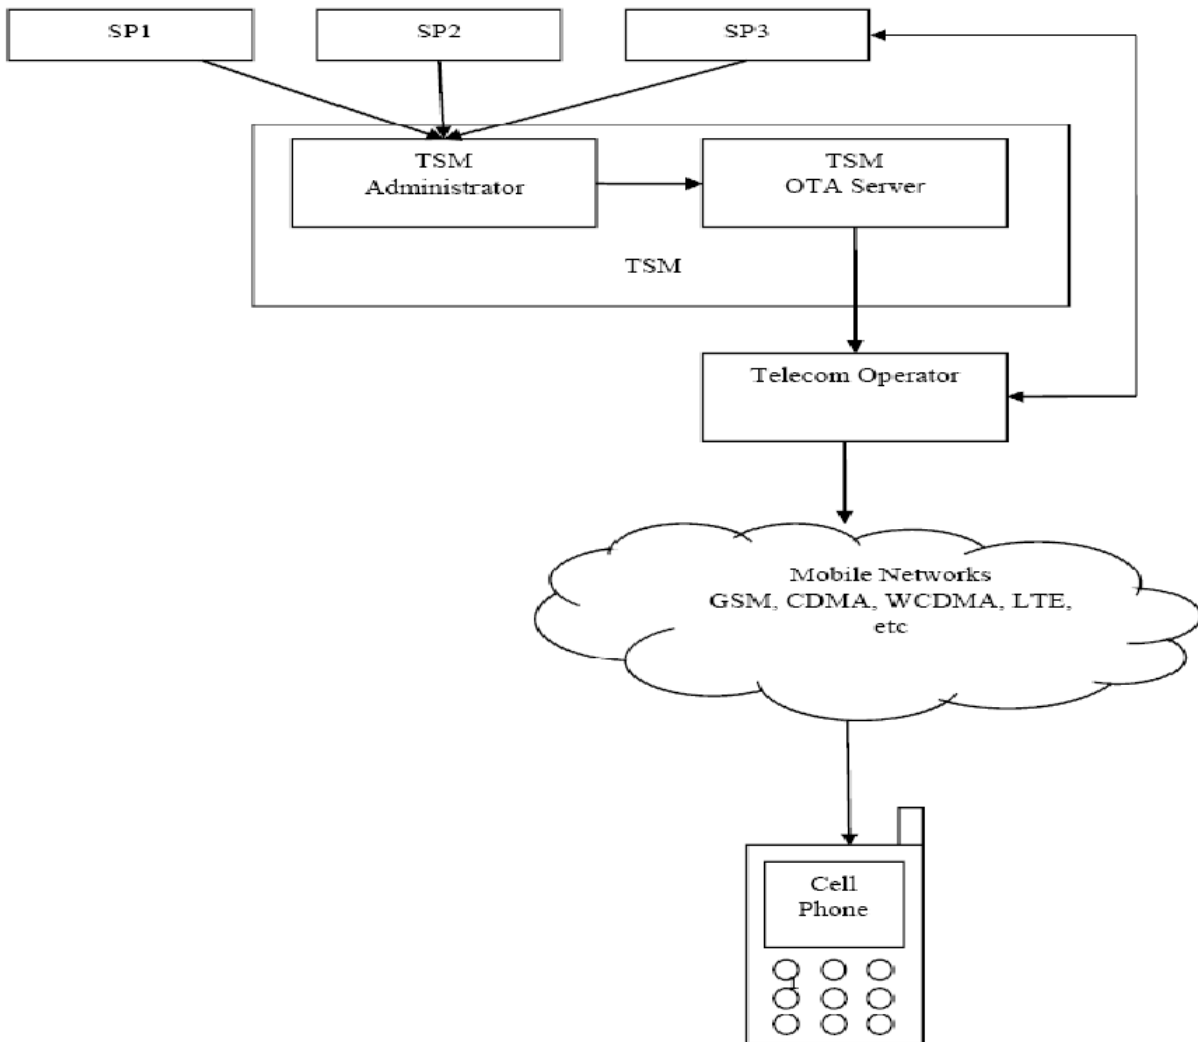 SP1
SP2
SP3
TSM
Administrator
TSM
OTA Server
TSM
Telecom Operator
Mobile Networks
GSM, CDMA, WCDMA, LTE,
etc
Cell
Phone
1